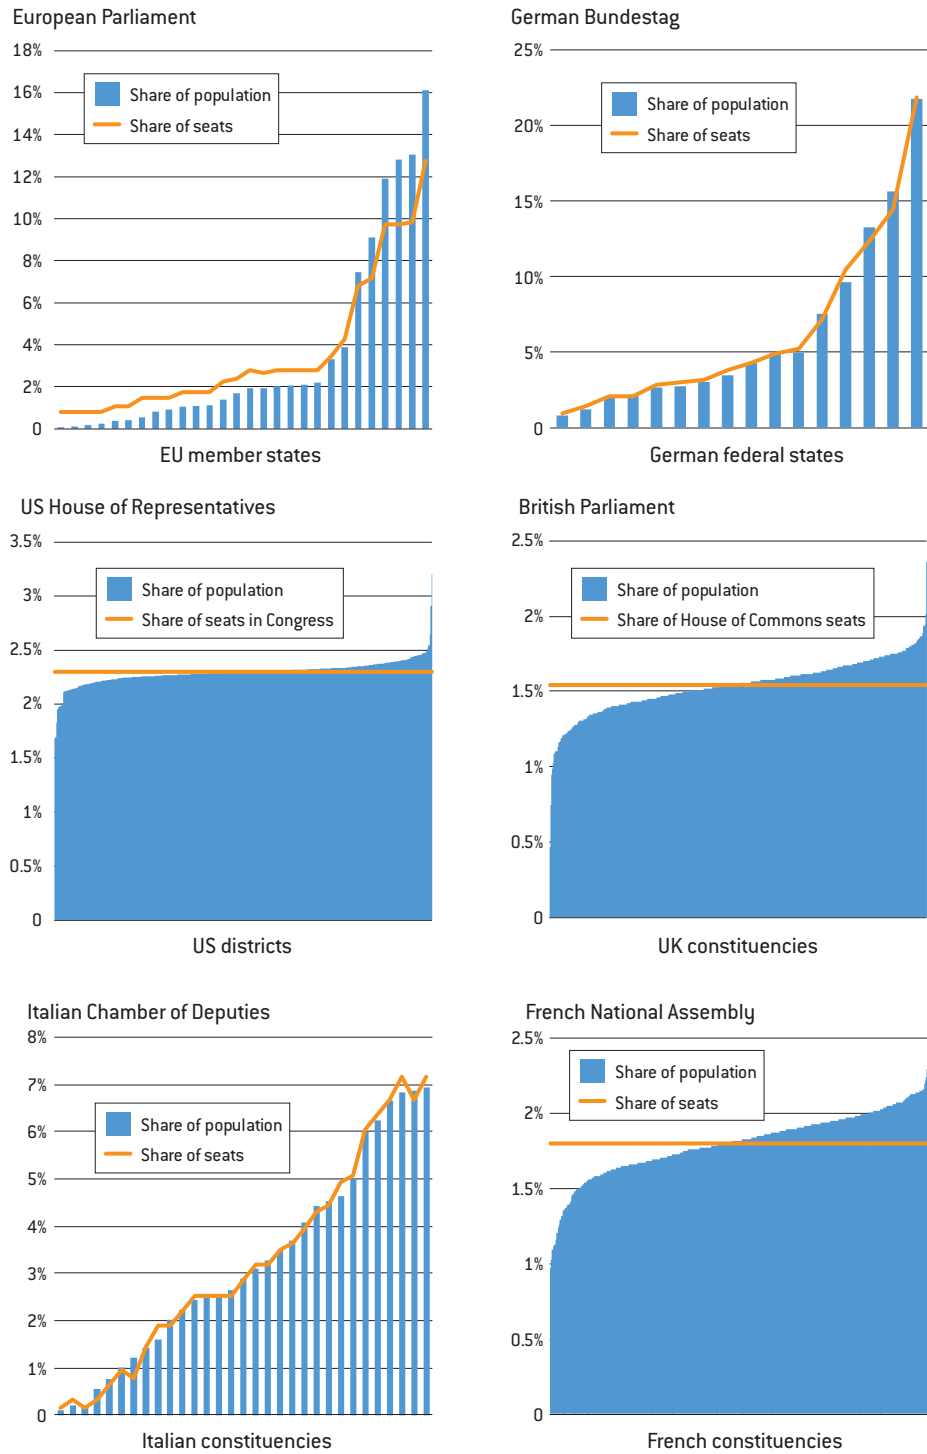 European Parliament
18%
16%
14%
12%
10%
8%
6%
4%
2%
0
Share of population
Share of seats
EU member states
German Bundestag
25%
20%
15%
10%
5%
0
Share of population
Share of seats
German federal states
US House of Representatives
3.5%
3%
2.5%
2%
1.5%
1%
0.5%
0
Share of population
Share of seats in Congress
US districts
British Parliament
2.5%
2%
1.5%
1%
0.5%
0
Share of population
Share of House of Commons seats
UK constituencies
Italian Chamber of Deputies
8%
7%
6%
5%
4%
3%
2%
1%
0
Share of population
Share of seats
Italian constituencies
French National Assembly
2.5%
2%
1.5%
1%
0.5%
0
Share of population
Share of seats
French constituencies